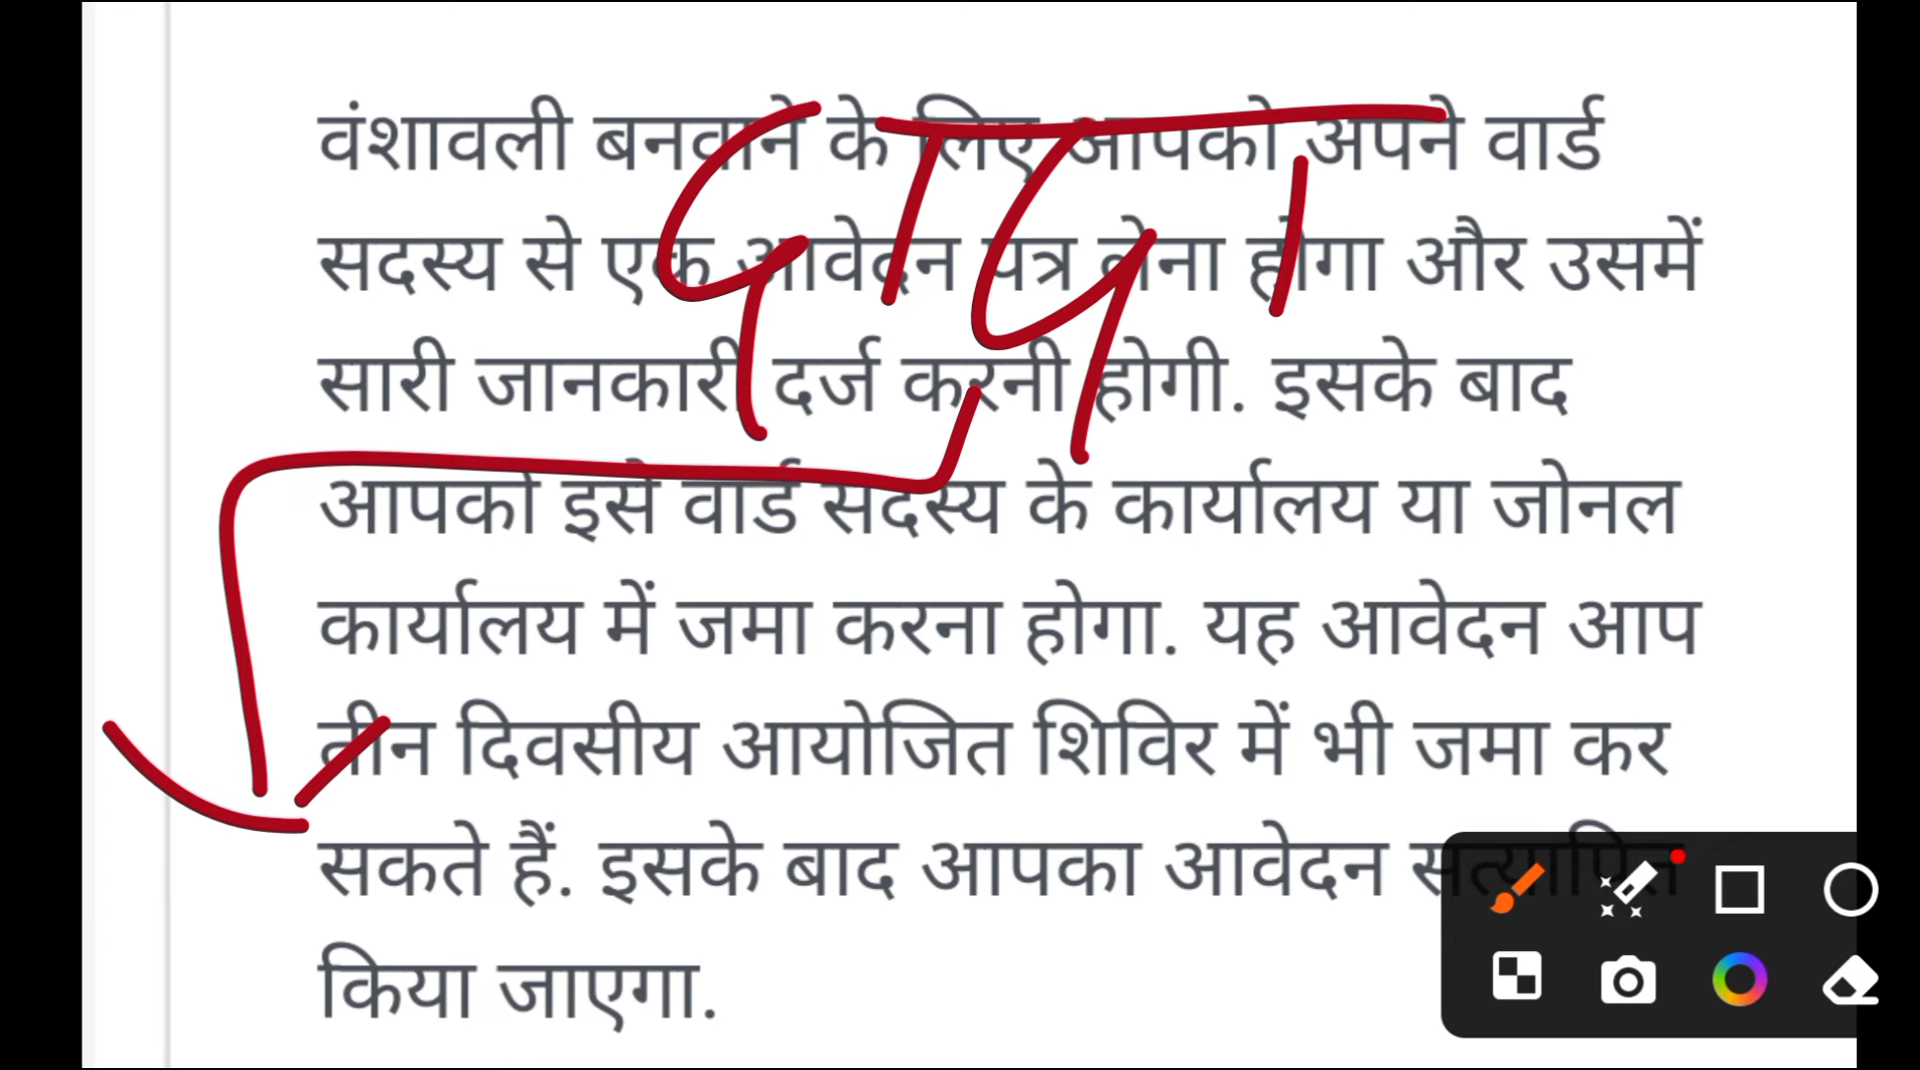 वंशावली बनवाने के लिए आपको अपने वार्ड
सदस्य से एक आवेदन पत्र लेना होगा और उसमें
सारी जानकारी दर्ज करनी होगी. इसके बाद
आपको इसे वार्ड सदस्य के कार्यालय या जोनल
कार्यालय में जमा करना होगा. यह आवेदन आप
तीन दिवसीय आयोजित शिविर में भी जमा कर
सकते हैं. इसके बाद आपका आवेदन सत्यापित
किया जाएगा.